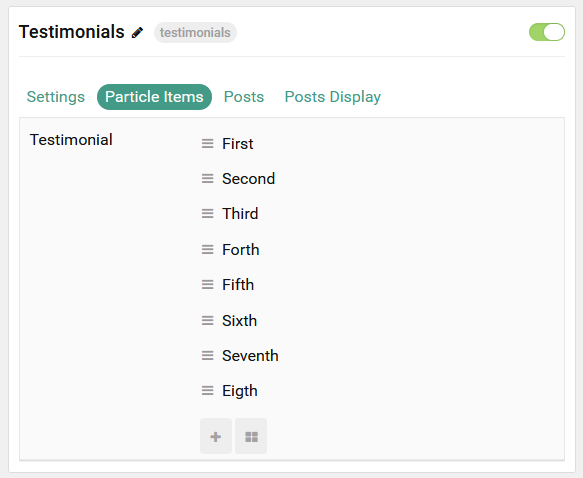 Testimonials testimonials
Settings Particle Items Posts Posts Display
Testimonial
First
Second
Third
Forth
Fifth
Sixth
Seventh
Eigth